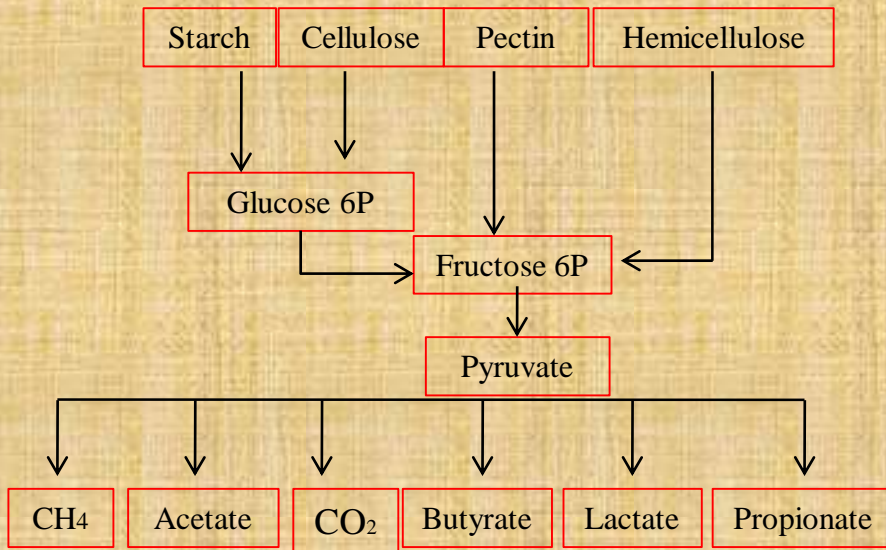 Starch
Cellulose
Pectin
Hemicellulose
Glucose 6P
Fructose 6P
Pyruvate
CH4
Acetate
CO2
Butyrate
Lactate
Propionate